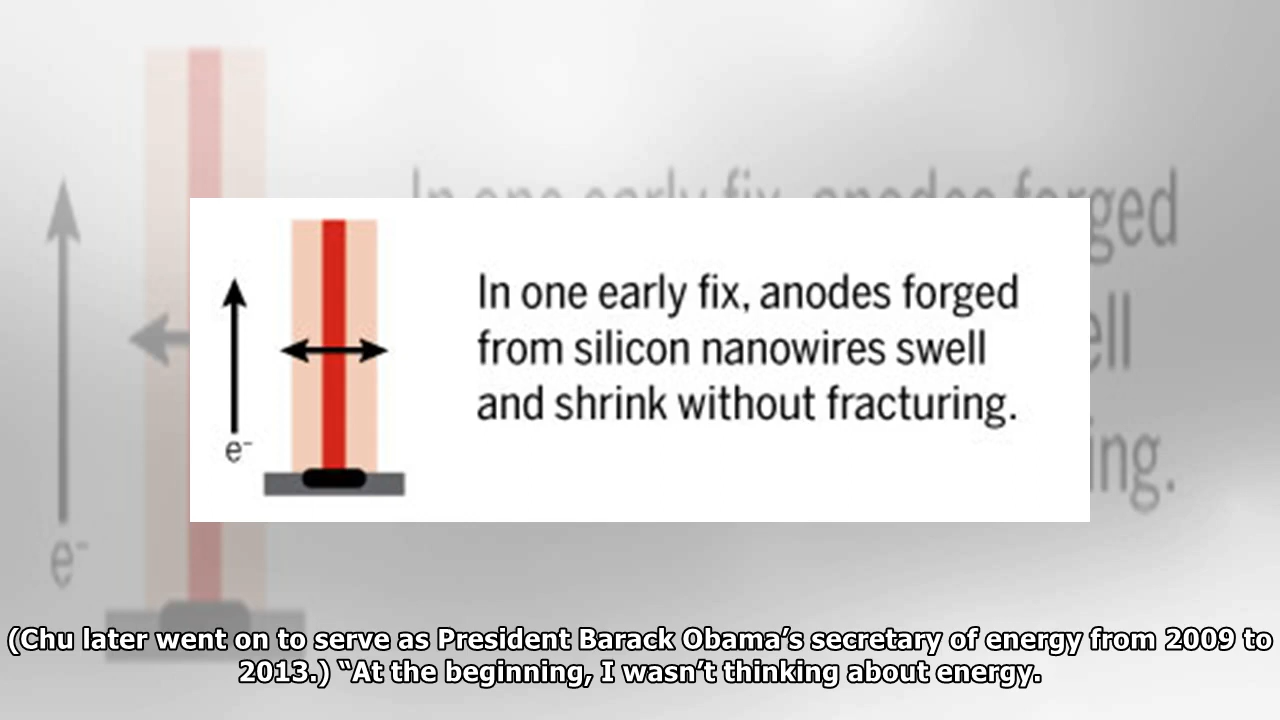 In one early fix, anodes forged
from silicon nanowires swell
and shrink without fracturing.
e⁻
(Chu later went on to serve as President Barack Obama’s secretary of energy from 2009 to
2013.) “At the beginning, I wasn’t thinking about energy.